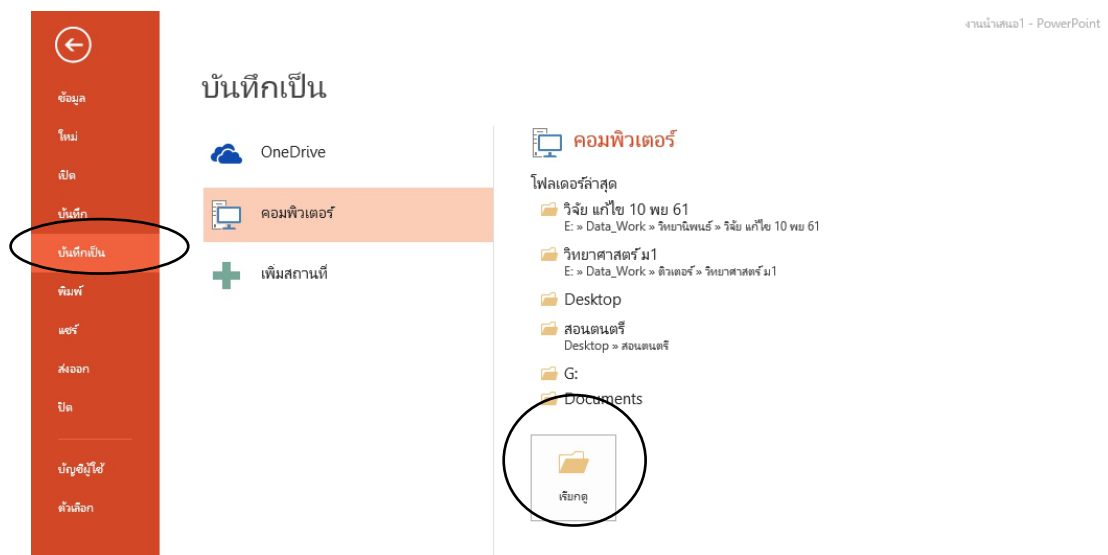 งานนำเสนอ1 - PowerPoint
ข้อมูล
ใหม่
เปิด
บันทึก
บันทึกเป็น
พิมพ์
แชร์
ส่งออก
ปิด
บัญชีผู้ใช้
ตัวเลือก
บันทึกเป็น
OneDrive
คอมพิวเตอร์
เพิ่มสถานที่
คอมพิวเตอร์
โฟลเดอร์ล่าสุด
วิจัย แก้ไข 10 พย 61
E: » Data_Work » วิทยานิพนธ์ » วิจัย แก้ไข 10 พย 61
วิทยาศาสตร์ ม1
E: » Data_Work » ติวเตอร์ » วิทยาศาสตร์ ม1
Desktop
สอนตนตรี
Desktop » สอนตนตรี
G:
Documents
เรียกดู